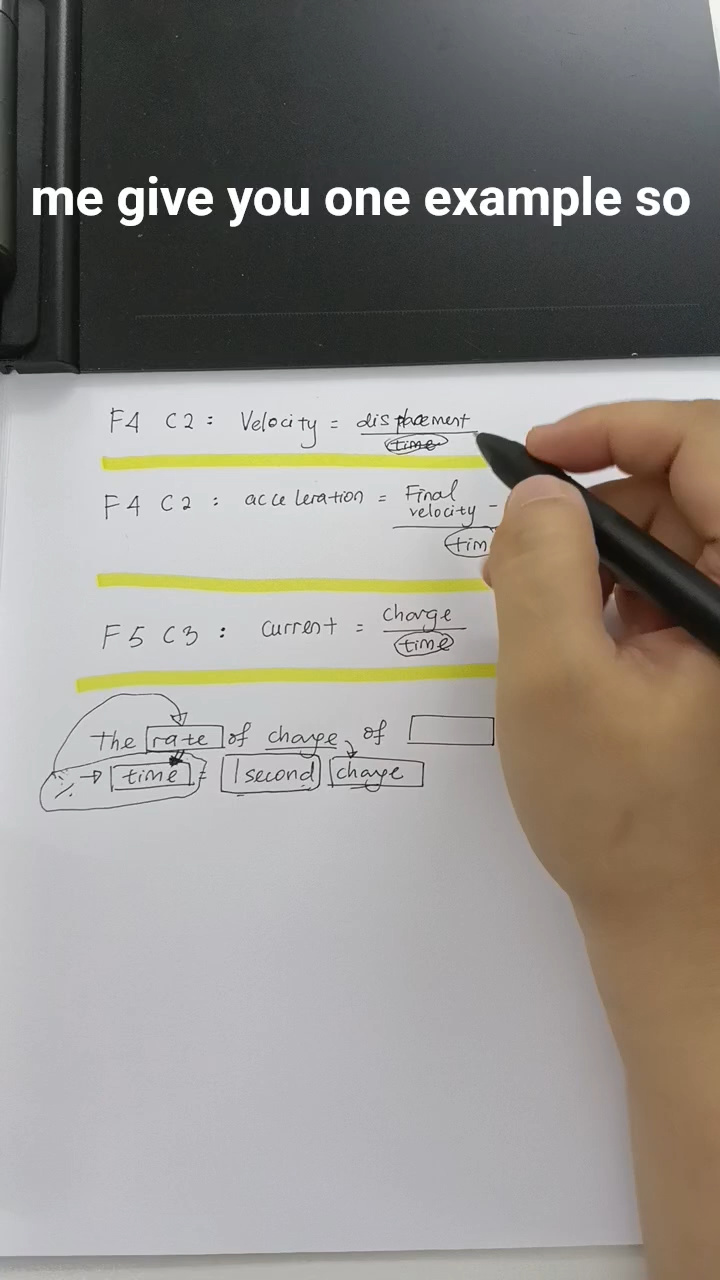 me give you one example so
F4 C2 : Velocity = displacement
time
F4 C2 : acceleration = Final
velocity -
tim
F5 C3 : current = charge
time
The rate of change of
/. → time = 1 second change